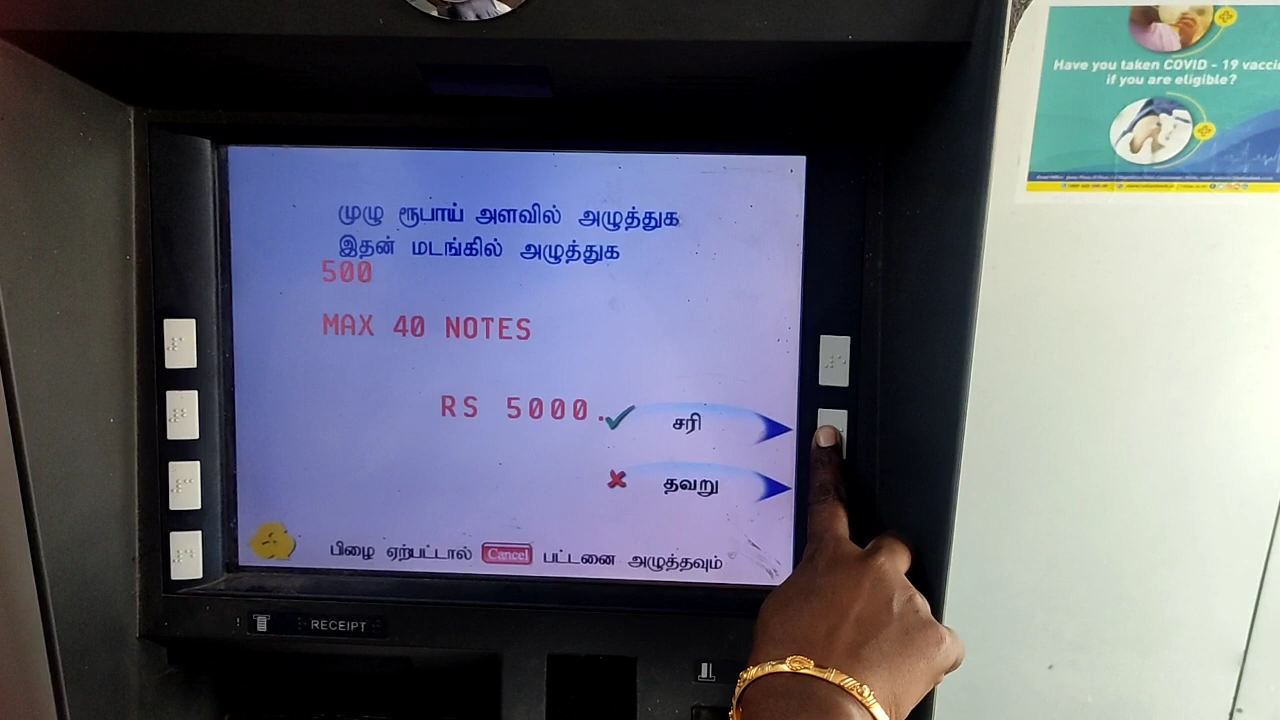 முழு ரூபாய் அளவில் அழுத்துக
இதன் மடங்கில் அழுத்துக
500
MAX 40 NOTES
RS 5000.
சரி
தவறு
பிழை ஏற்பட்டால் Cancel பட்டனை அழுத்தவும்
RECEIPT
Have you taken COVID - 19
if you are eligible?